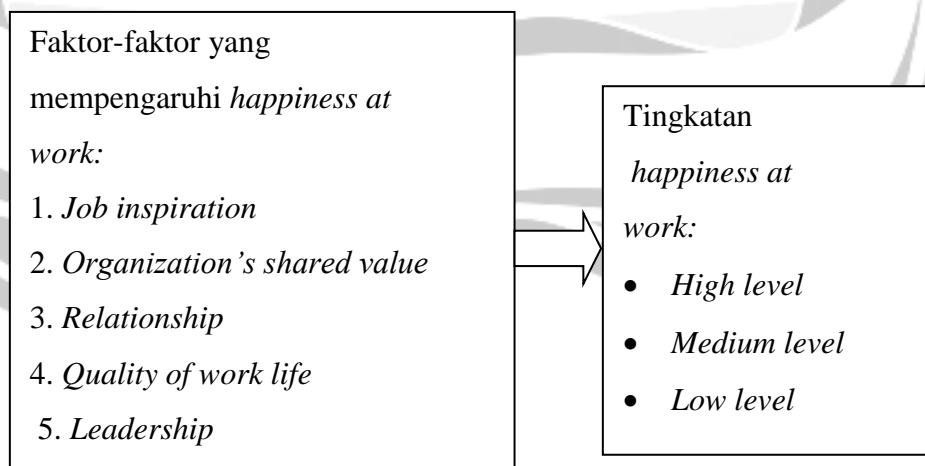 Faktor-faktor yang
mempengaruhi happiness at
work:
1. Job inspiration
2. Organization’s shared value
3. Relationship
4. Quality of work life
5. Leadership
Tingkatan
happiness at
work:
• High level
• Medium level
• Low level